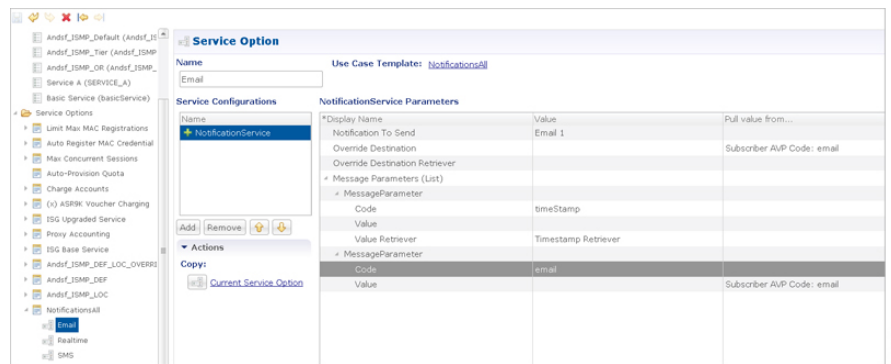 Andsf_ISMP_Default (Andsf_IS
Andsf_ISMP_Tier (Andsf_ISMP
Andsf_ISMP_OR (Andsf_ISMP_
Service A (SERVICE_A)
Basic Service (basicService)
Service Options
Limit Max MAC Registrations
Auto Register MAC Credential
Max Concurrent Sessions
Auto-Provision Quota
Charge Accounts
(x) ASR9K Voucher Charging
ISG Upgraded Service
Proxy Accounting
ISG Base Service
Andsf_ISMP_DEF_LOC_OVERRI
Andsf_ISMP_DEF
Andsf_ISMP_LOC
NotificationsAll
Email
Realtime
SMS
Service Option
Name
Use Case Template: NotificationsAll
Email
Service Configurations
Name
NotificationService
Add Remove
Actions
Copy:
Current Service Option
NotificationService Parameters
*Display Name Value Pull value from...
Notification To Send Email 1
Override Destination Subscriber AVP Code: email
Override Destination Retriever
Message Parameters (List)
MessageParameter
Code timeStamp
Value
Value Retriever Timestamp Retriever
MessageParameter
Code email
Value Subscriber AVP Code: email